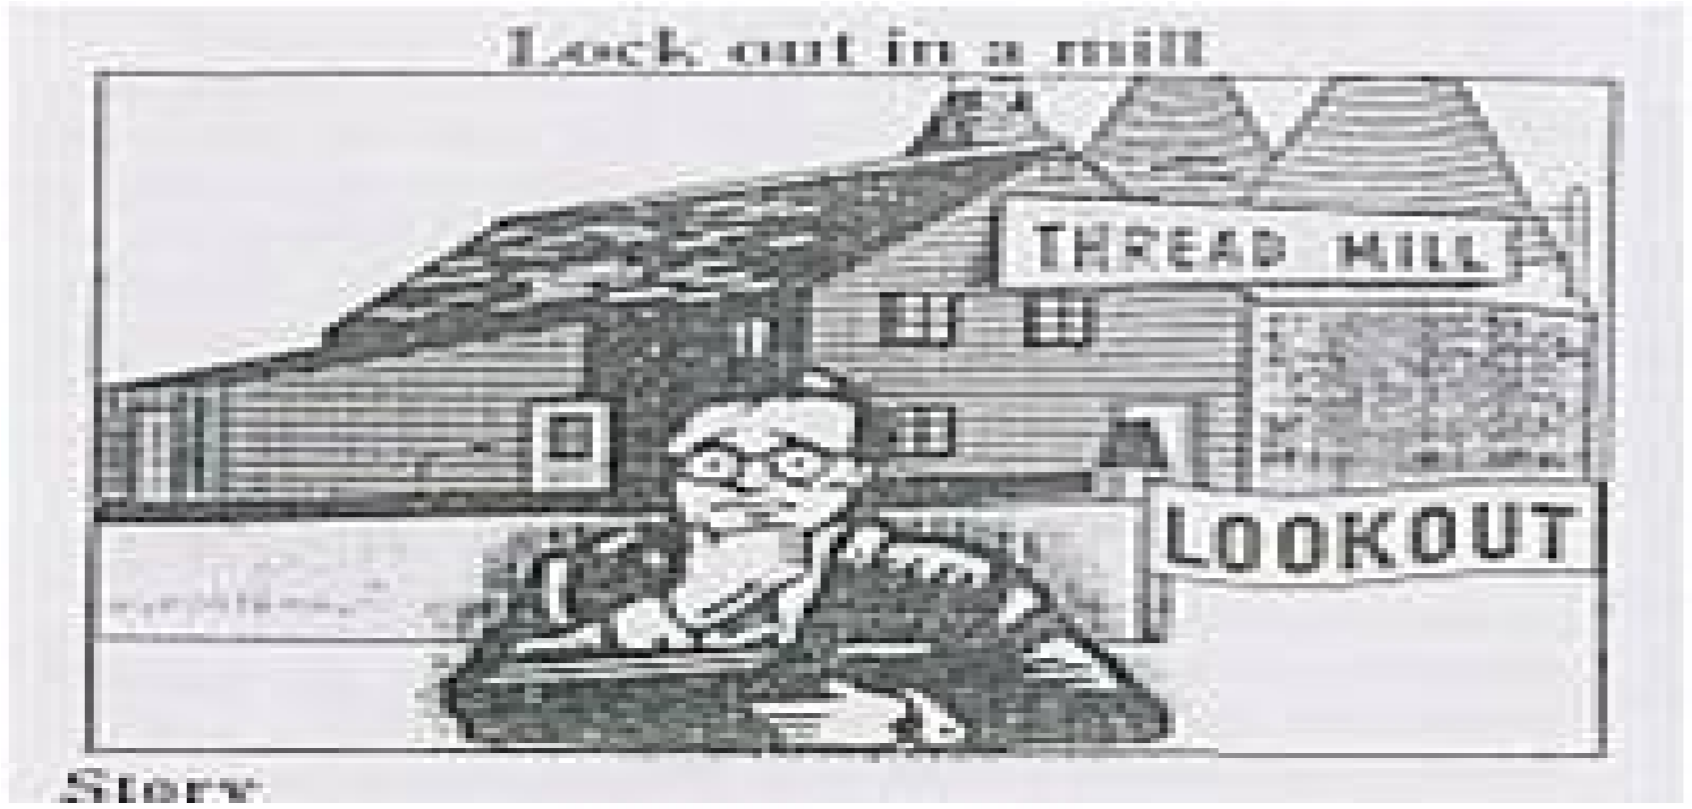 Lock out in a mill
THREAD MILL
LOOKOUT
Story